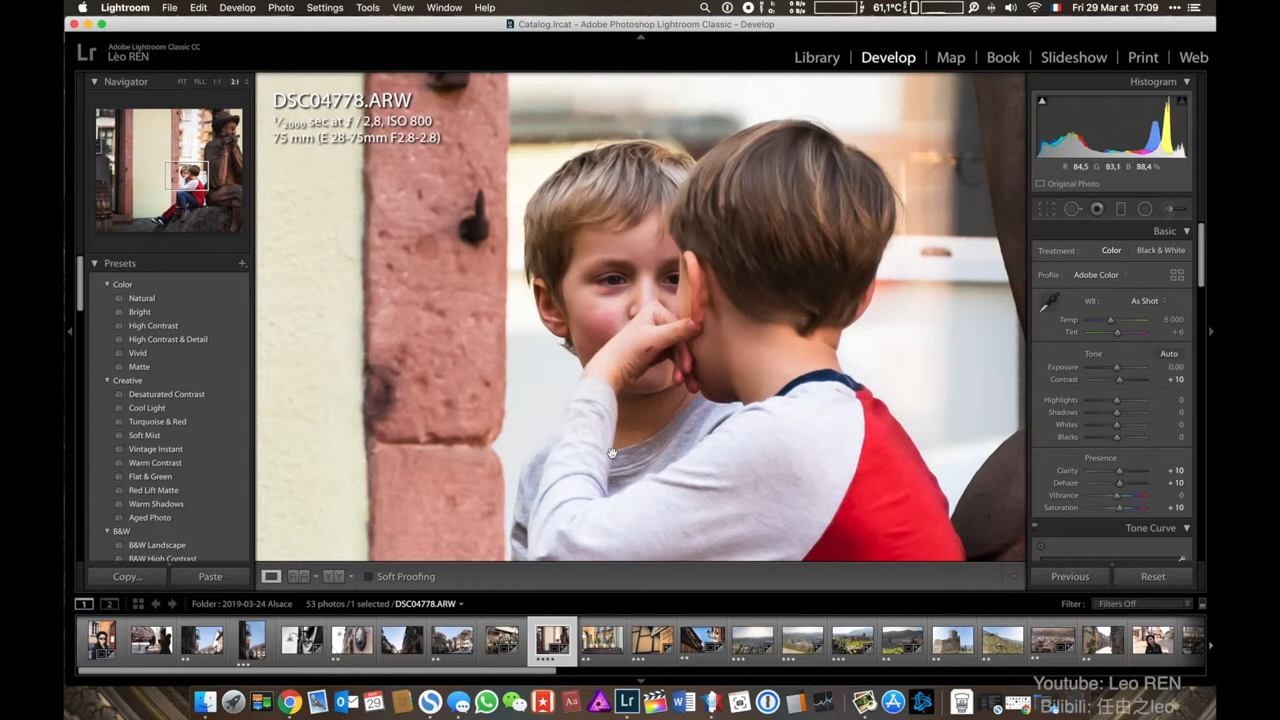 Lightroom File Edit Develop Photo Settings Tools View Window Help 61,1°C Fri 29 Mar at 17:09
Catalog.lrcat - Adobe Photoshop Lightroom Classic - Develop
Lr Adobe Lightroom Classic CC
Léo REN
Library | Develop | Map | Book | Slideshow | Print | Web
Navigator FIT FILL 1:1 2:1
Histogram
DSC04778.ARW
1/2000 sec at ƒ / 2,8, ISO 800
75 mm (E 28-75mm F2.8-2.8)
R 84,5 G 83,1 B 88,4 %
Original Photo
Basic
Treatment : Color Black & White
Profile : Adobe Color
WB : As Shot
Temp 6 000
Tint + 6
Tone Auto
Exposure 0,00
Contrast + 10
Highlights 0
Shadows 0
Whites 0
Blacks 0
Presence
Clarity + 10
Dehaze + 10
Vibrance 0
Saturation + 10
Tone Curve
Presets +
Color
Natural
Bright
High Contrast
High Contrast & Detail
Vivid
Matte
Creative
Desaturated Contrast
Cool Light
Turquoise & Red
Soft Mist
Vintage Instant
Warm Contrast
Flat & Green
Red Lift Matte
Warm Shadows
Aged Photo
B&W
B&W Landscape
B&W High Contrast
Copy... Paste Soft Proofing Previous Reset
1 2 Folder : 2019-03-24 Alsace 53 photos /1 selected /DSC04778.ARW Filter : Filters Off
Youtube: Leo REN
Bilibili: 任由之leo